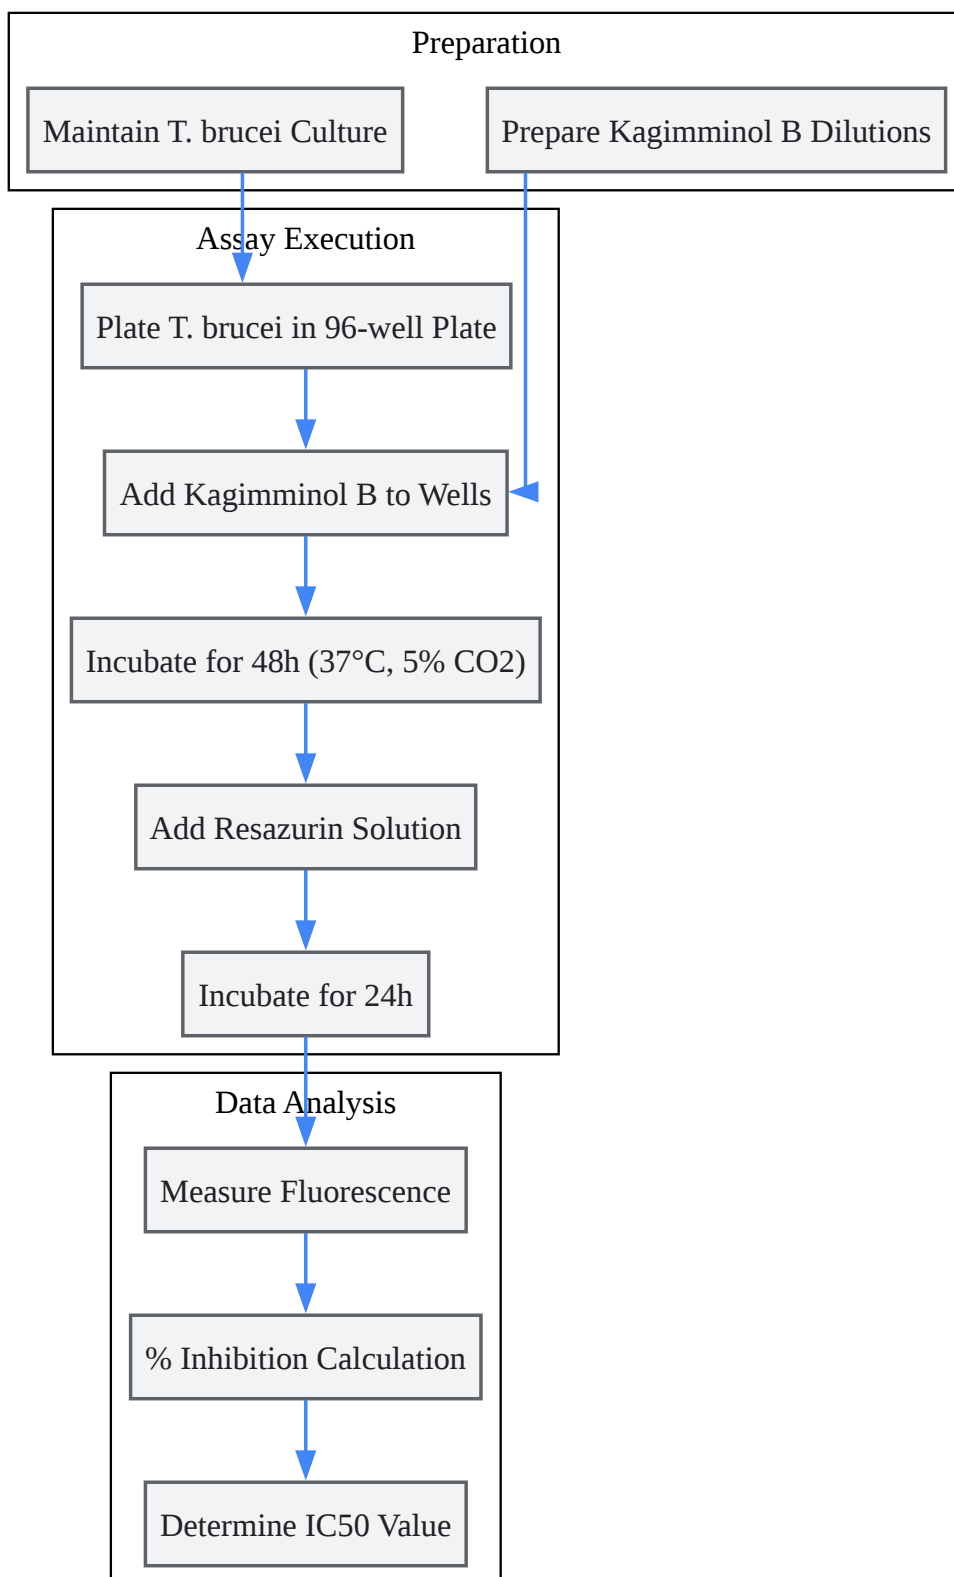 Preparation
Maintain T. brucei Culture
Prepare Kagimminol B Dilutions
Assay Execution
Plate T. brucei in 96-well Plate
Add Kagimminol B to Wells
Incubate for 48h (37°C, 5% CO2)
Add Resazurin Solution
Incubate for 24h
Data Analysis
Measure Fluorescence
% Inhibition Calculation
Determine IC50 Value